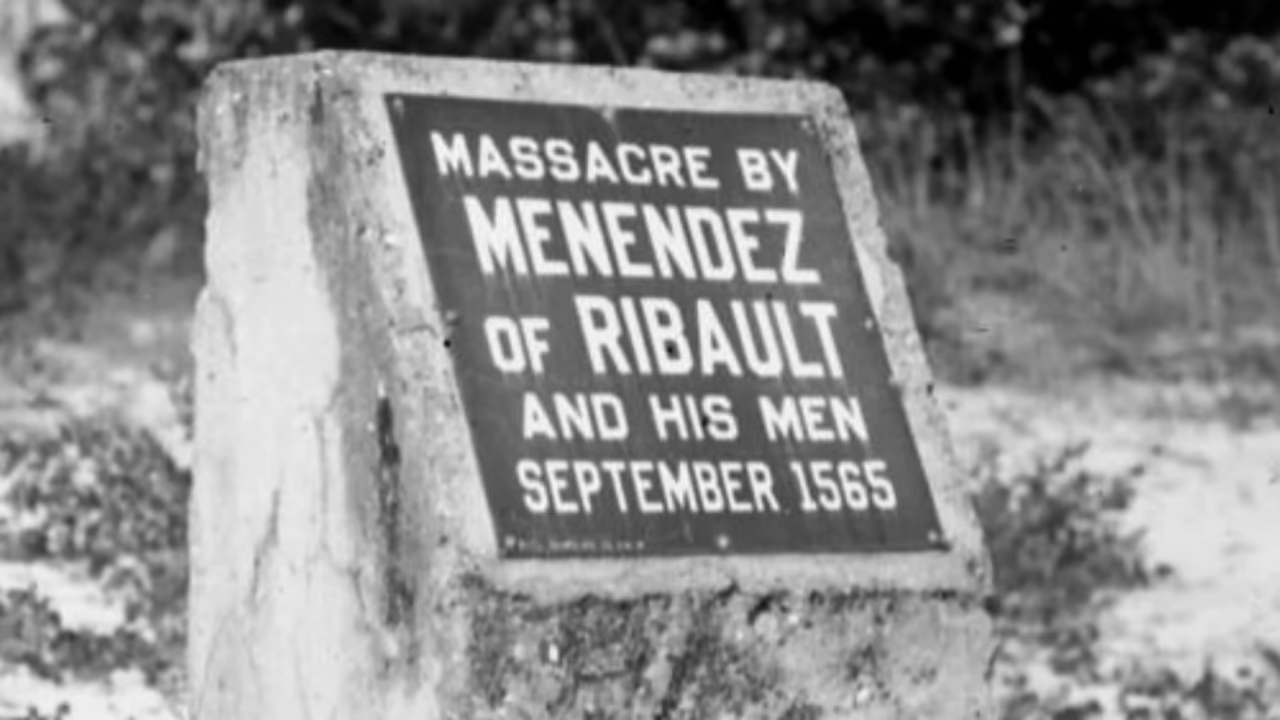 MASSACRE BY
MENENDEZ
OF RIBAULT
AND HIS MEN
SEPTEMBER 1565